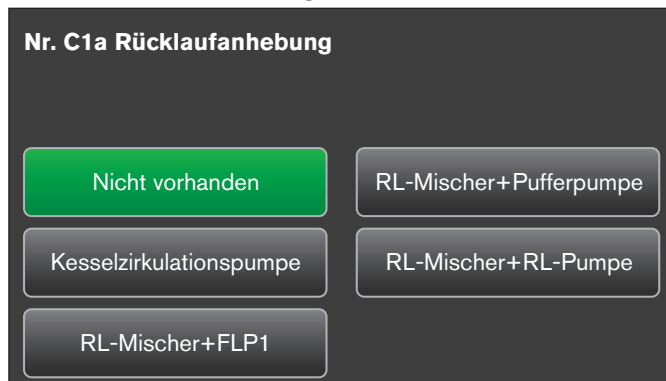 Nr. C1a Rücklaufanhebung
Nicht vorhanden
RL-Mischer+Pufferpumpe
Kesselzirkulationspumpe
RL-Mischer+RL-Pumpe
RL-Mischer+FLP1